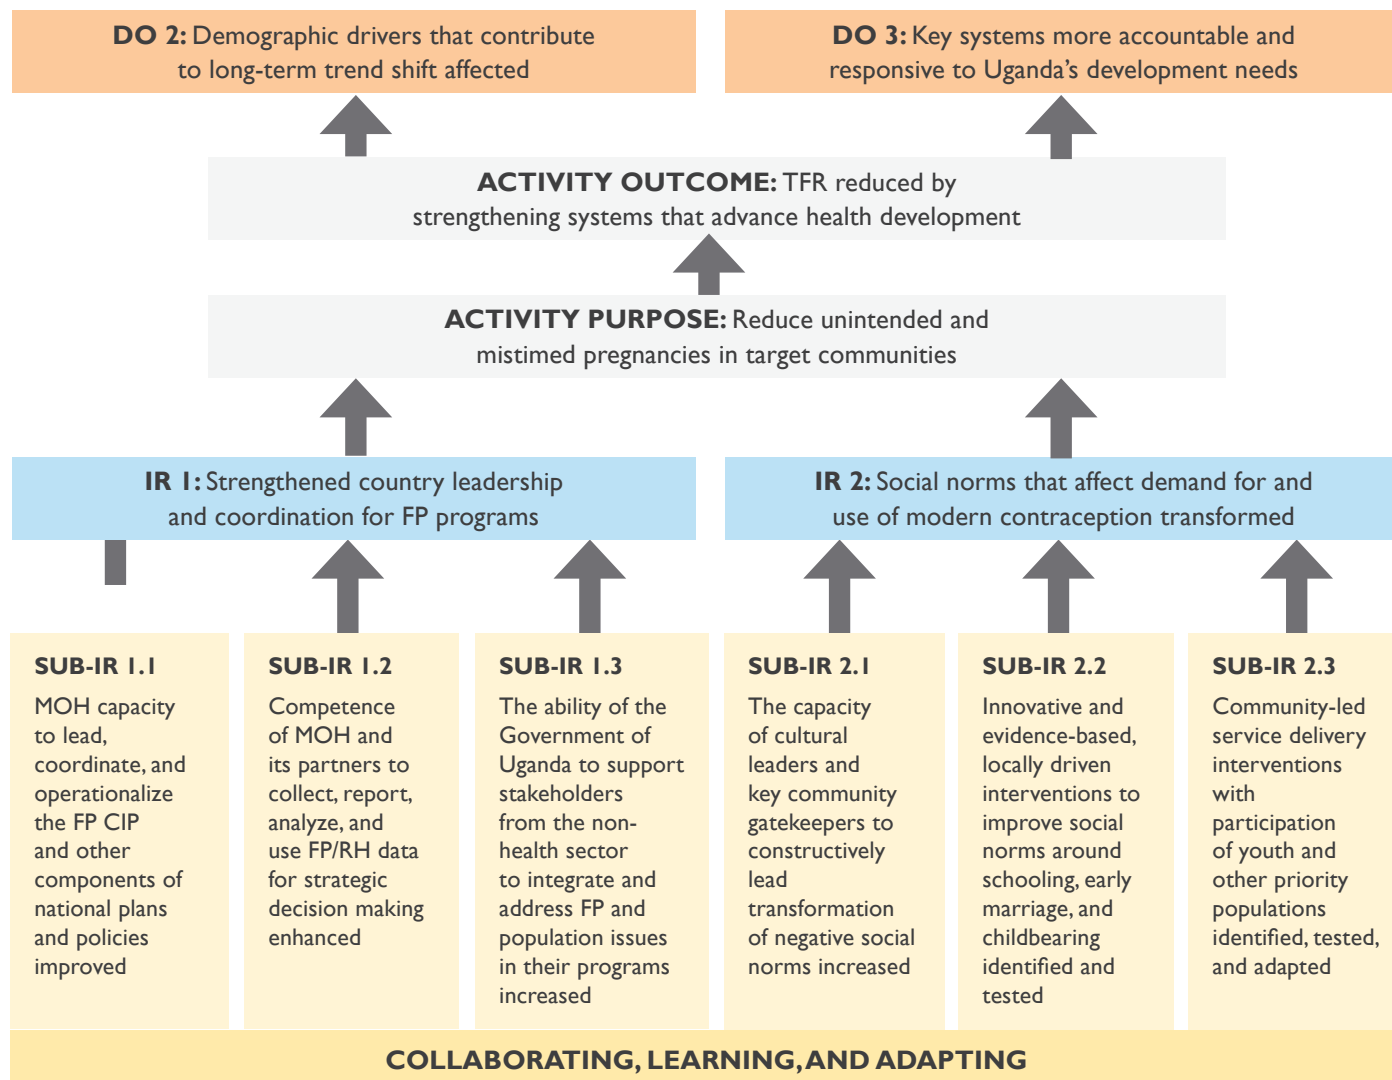 DO 2: Demographic drivers that contribute
to long-term trend shift affected
DO 3: Key systems more accountable and
responsive to Uganda's development needs
ACTIVITY OUTCOME: TFR reduced by
strengthening systems that advance health development
ACTIVITY PURPOSE: Reduce unintended and
mistimed pregnancies in target communities
IR 1: Strengthened country leadership
and coordination for FP programs
IR 2: Social norms that affect demand for and
use of modern contraception transformed
SUB-IR 1.1
MOH capacity
to lead,
coordinate, and
operationalize
the FP CIP
and other
components of
national plans
and policies
improved
SUB-IR 1.2
Competence
of MOH and
its partners to
collect, report,
analyze, and
use FP/RH data
for strategic
decision making
enhanced
SUB-IR 1.3
The ability of the
Government of
Uganda to support
stakeholders
from the non-
health sector
to integrate and
address FP and
population issues
in their programs
increased
SUB-IR 2.1
The capacity
of cultural
leaders and
key community
gatekeepers to
constructively
lead
transformation
of negative social
norms increased
SUB-IR 2.2
Innovative and
evidence-based,
locally driven
interventions to
improve social
norms around
schooling, early
marriage, and
childbearing
identified and
tested
SUB-IR 2.3
Community-led
service delivery
interventions
with
participation
of youth and
other priority
populations
identified, tested,
and adapted
COLLABORATING, LEARNING, AND ADAPTING